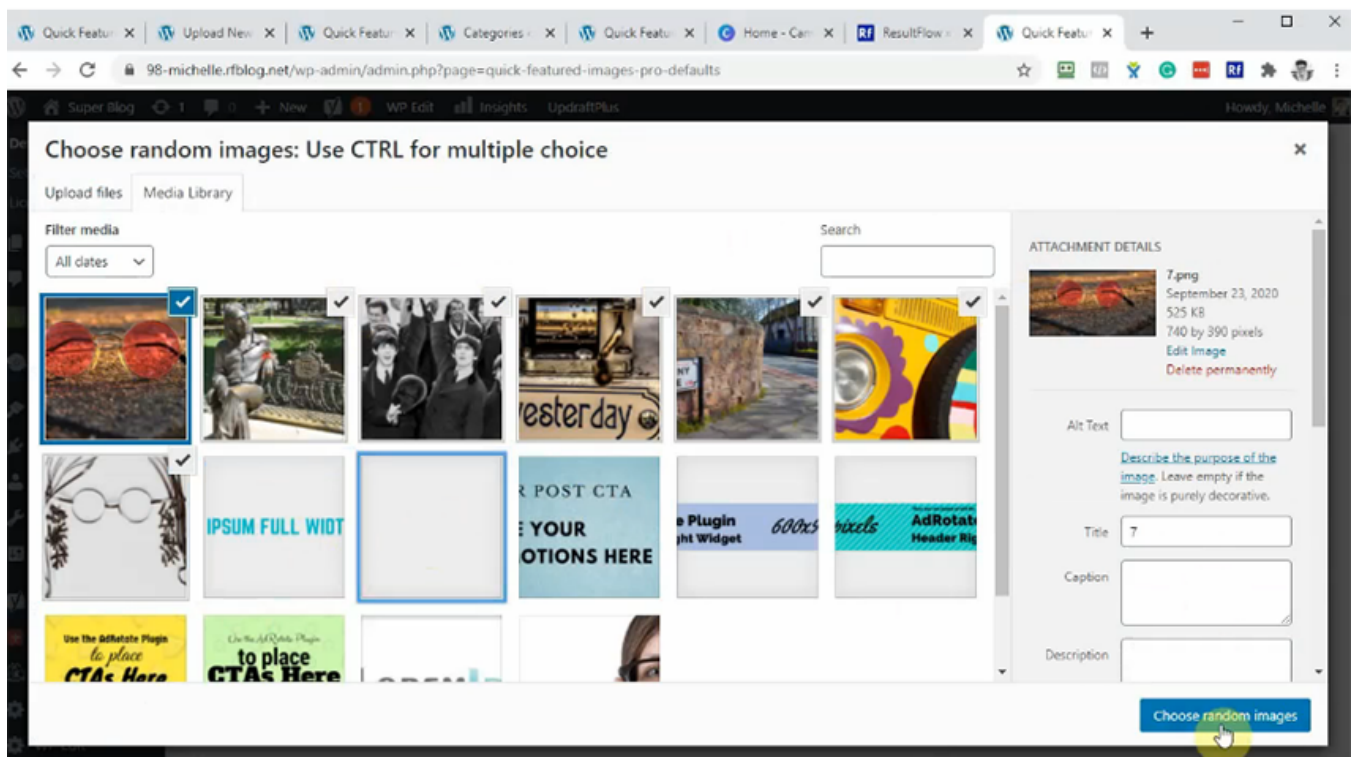 Quick Featur
Upload New
Quick Featur
Categories
Quick Featu
Home - Can
ResultFlow
Quick Featu
98-michelle.rfblog.net/wp-admin/admin.php?page=quick-featured-images-pro-defaults
Super Blog 1 0 + New 1 WP Edit Insights UpdraftPlus Howdy, Michelle
Choose random images: Use CTRL for multiple choice
Upload files Media Library
Filter media
All dates
Search
yesterday
IPSUM FULL WIDT
R POST CTA
E YOUR
OTIONS HERE
e Plugin
ght Widget
600x9
pixels
AdRotate
Header Rig
Use the AdRotate Plugin
to place
CTAs Here
Use the AdRotate Plugin
to place
CTAs Here
ATTACHMENT DETAILS
7.png
September 23, 2020
525 KB
740 by 390 pixels
Edit Image
Delete permanently
Alt Text
Describe the purpose of the
image. Leave empty if the
image is purely decorative.
Title 7
Caption
Description
Choose random images